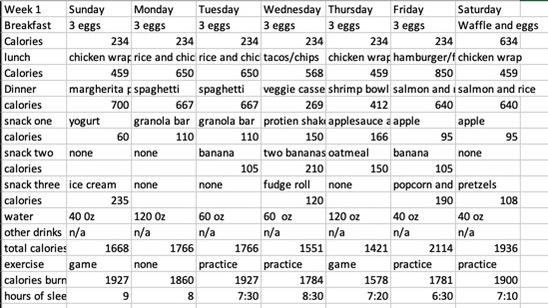 Week 1 Sunday Monday Tuesday Wednesday Thursday Friday Saturday
Breakfast 3 eggs 3 eggs 3 eggs 3 eggs 3 eggs 3 eggs Waffle and eggs
Calories 234 234 234 234 234 234 634
lunch chicken wrap rice and chic rice and chic tacos/chips chicken wrap hamburger/f chicken wrap
Calories 459 650 650 568 459 850 459
Dinner margherita p spaghetti spaghetti veggie casse shrimp bowl salmon and r salmon and rice
calories 700 667 667 269 412 640 640
snack one yogurt granola bar granola bar protien shake applesauce a apple apple
calories 60 110 110 150 166 95 95
snack two none none banana two bananas oatmeal banana none
calories 105 210 150 105
snack three ice cream none none fudge roll none popcorn and pretzels
calories 235 120 190 108
water 40 0z 120 0z 60 oz 60 oz 120 oz 40 oz 40 oz
other drinks n/a n/a n/a n/a n/a n/a n/a
total calories 1668 1766 1766 1551 1421 2114 1936
exercise game none practice practice game practice practice
calories burn 1927 1860 1927 1784 1578 1781 1900
hours of slee 9 8 7:30 8:30 7:20 6:30 7:10